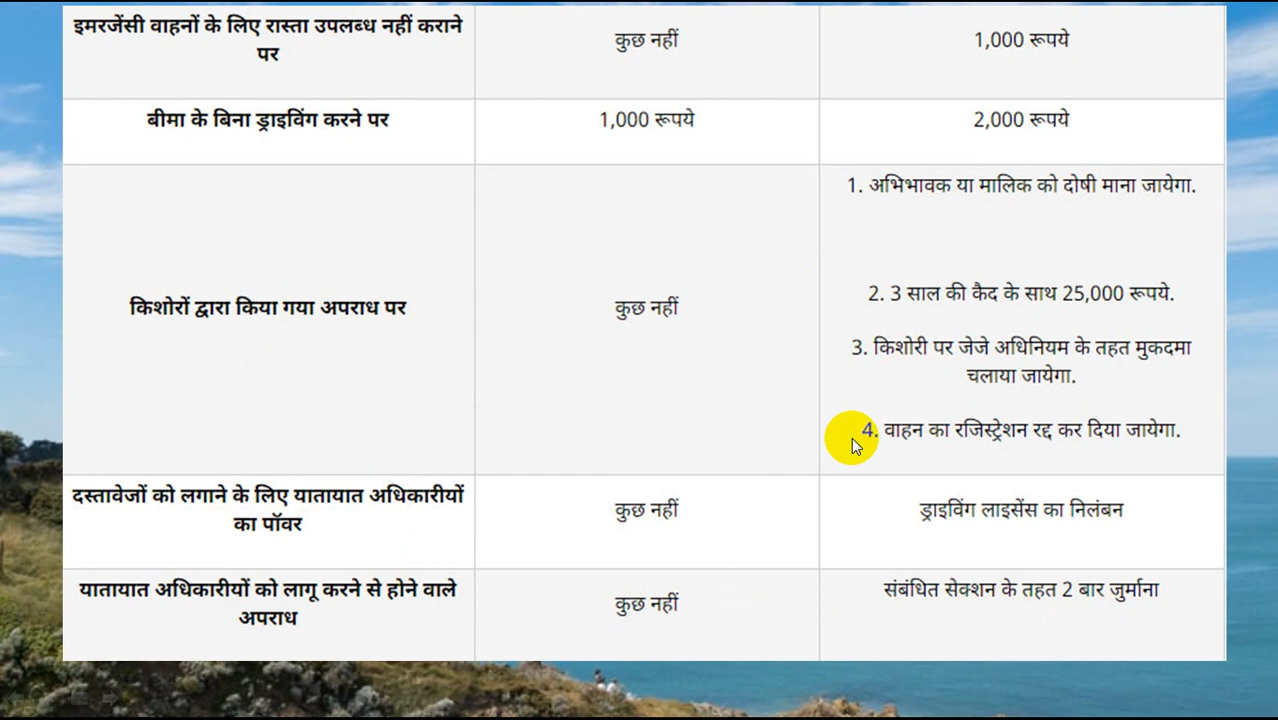 इमरजेंसी वाहनों के लिए रास्ता उपलब्ध नहीं कराने
पर
कुछ नहीं
1,000 रूपये
बीमा के बिना ड्राइविंग करने पर
1,000 रूपये
2,000 रूपये
किशोरों द्वारा किया गया अपराध पर
कुछ नहीं
1. अभिभावक या मालिक को दोषी माना जायेगा.
2. 3 साल की कैद के साथ 25,000 रूपये.
3. किशोरी पर जेजे अधिनियम के तहत मुकदमा
चलाया जायेगा.
4. वाहन का रजिस्ट्रेशन रद्द कर दिया जायेगा.
दस्तावेजों को लगाने के लिए यातायात अधिकारीयों
का पॉवर
कुछ नहीं
ड्राइविंग लाइसेंस का निलंबन
यातायात अधिकारीयों को लागू करने से होने वाले
अपराध
कुछ नहीं
संबंधित सेक्शन के तहत 2 बार जुर्माना